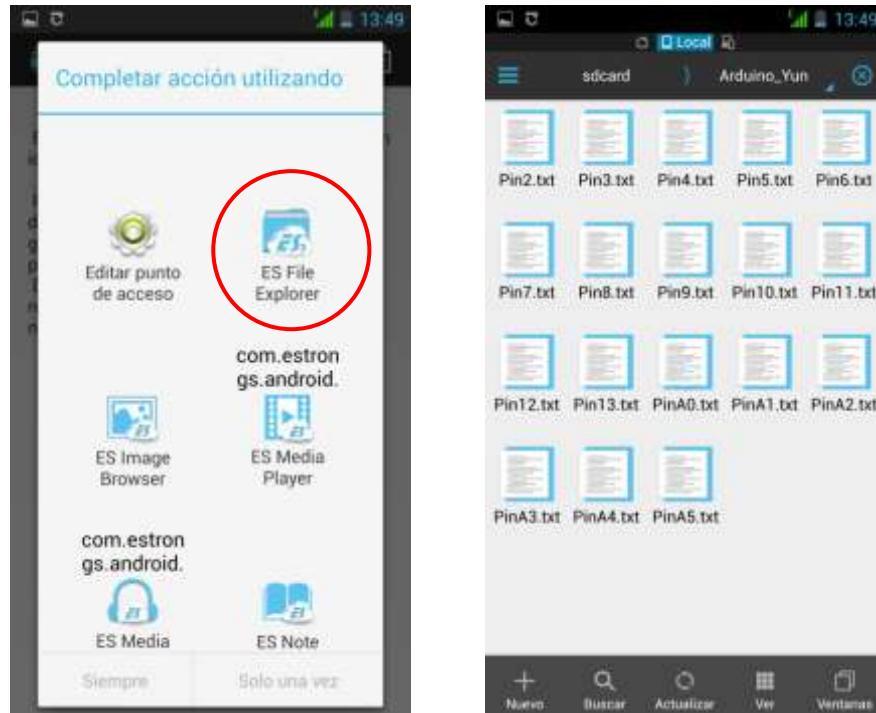 13:49
Completar acción utilizando
Editar punto
de acceso
ES File
Explorer
com.estron
gs.android.
ES Image
Browser
ES Media
Player
com.estron
gs.android.
ES Media
ES Note
Siempre
Solo una vez
13:49
Local
sdcard
Arduino_Yun
Pin2.txt Pin3.txt Pin4.txt Pin5.txt Pin6.txt
Pin7.txt Pin8.txt Pin9.txt Pin10.txt Pin11.txt
Pin12.txt Pin13.txt PinA0.txt PinA1.txt PinA2.txt
PinA3.txt PinA4.txt PinA5.txt
Nuevo Buscar Actualizar Ver Ventanas